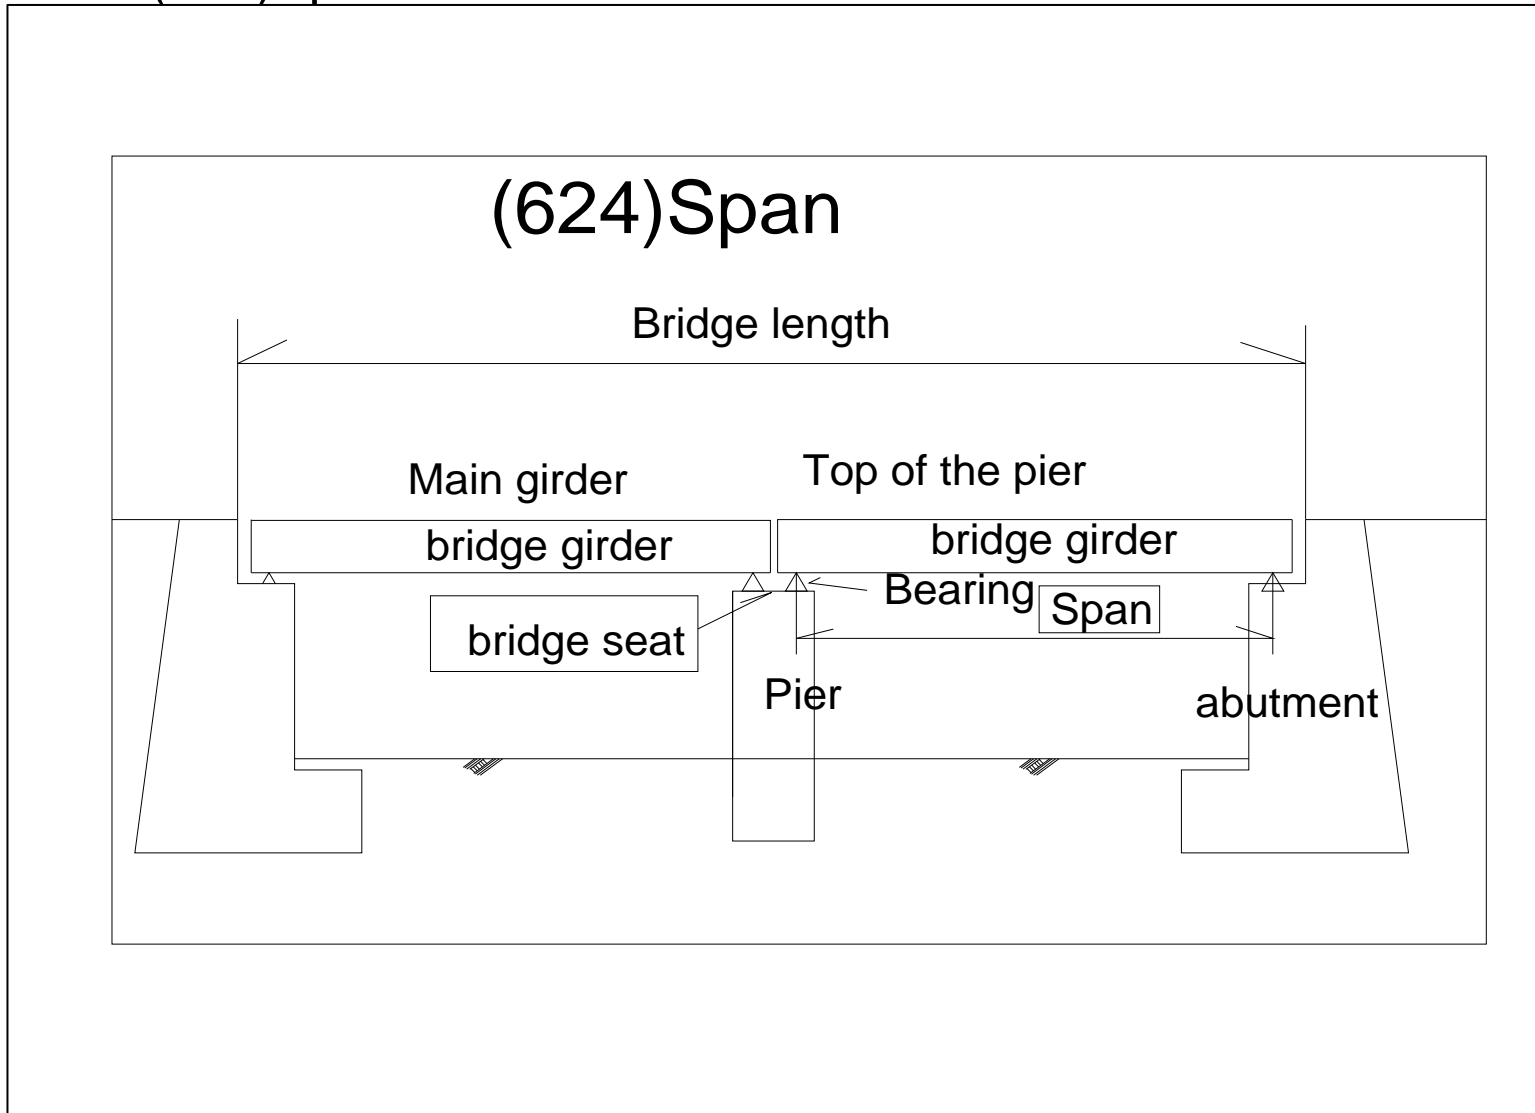 (624)Span
Bridge length
Main girder
Top of the pier
bridge girder
bridge girder
Bearing
Span
bridge seat
Pier
abutment